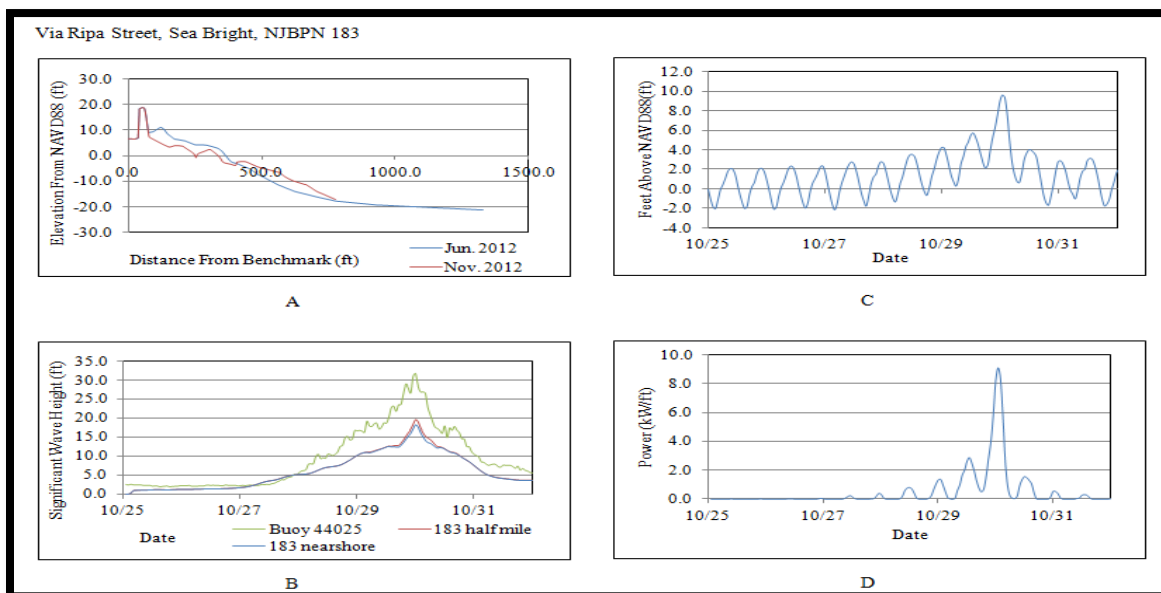 Via Ripa Street, Sea Bright, NJBPN 183
Elevation From NAVD88 (ft)
30.0
20.0
10.0
0.0
-10.0
-20.0
-30.0
0.0
500.0
1000.0
1500.0
Distance From Benchmark (ft)
Jun. 2012
Nov. 2012
A
Feet Above NAVD88(ft)
12.0
10.0
8.0
6.0
4.0
2.0
0.0
-2.0
-4.0
10/25
10/27
10/29
10/31
Date
C
Significant Wave Height (ft)
35.0
30.0
25.0
20.0
15.0
10.0
5.0
0.0
10/25
10/27
10/29
10/31
Date
Buoy 44025
183 half mile
183 nearshore
B
Power (kW/ft)
10.0
8.0
6.0
4.0
2.0
0.0
10/25
10/27
10/29
10/31
Date
D